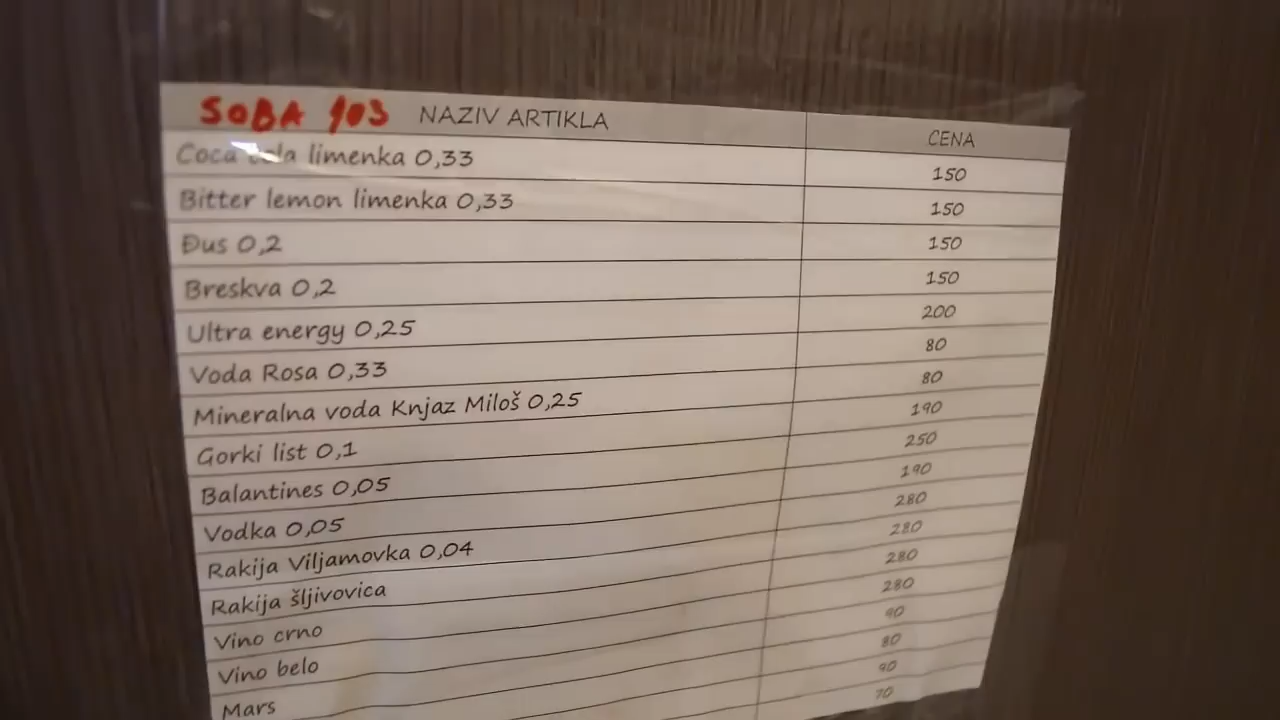 SOBA 103 NAZIV ARTIKLA CENA
Coca cola limenka 0,33 150
Bitter lemon limenka 0,33 150
Đus 0,2 150
Breskva 0,2 150
Ultra energy 0,25 200
Voda Rosa 0,33 80
Mineralna voda Knjaz Miloš 0,25 80
Gorki list 0,1 190
Balantines 0,05 250
Vodka 0,05 190
Rakija Viljamovka 0,04 280
Rakija šljivovica 280
Vino crno 280
Vino belo 280
Mars 90
80
90
70